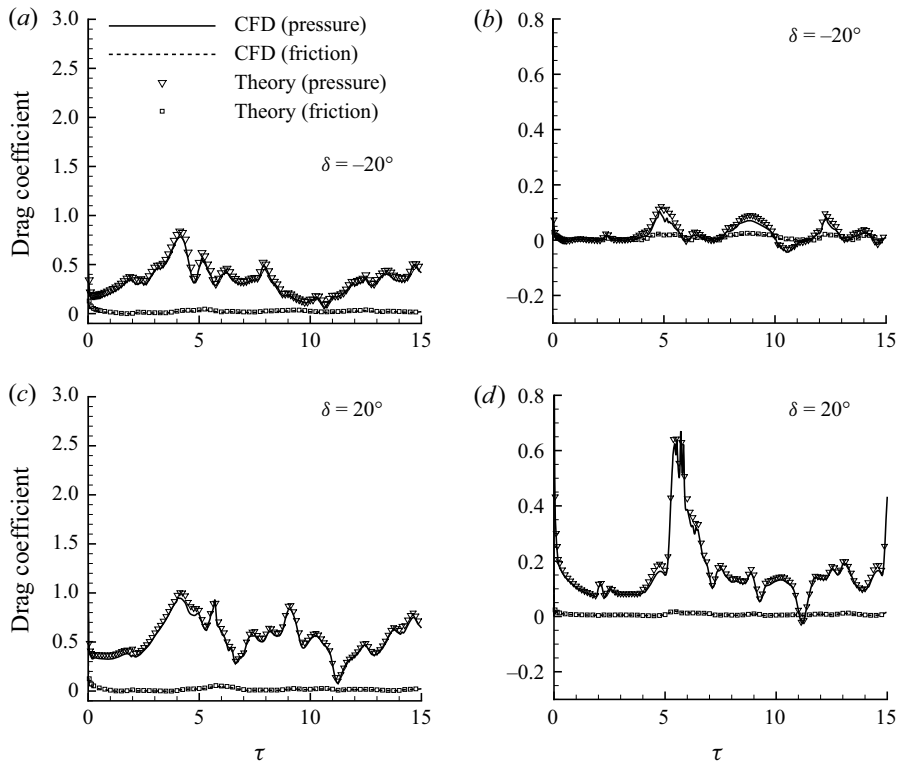 (a)
3.0
2.5
2.0
1.5
1.0
0.5
0
Drag coefficient
CFD (pressure)
CFD (friction)
Theory (pressure)
Theory (friction)
δ = –20°
0
5
10
15
(b)
0.8
0.6
0.4
0.2
0
–0.2
δ = –20°
0
5
10
15
(c)
3.0
2.5
2.0
1.5
1.0
0.5
0
Drag coefficient
δ = 20°
0
5
10
15
τ
(d)
0.8
0.6
0.4
0.2
0
–0.2
δ = 20°
0
5
10
15
τ